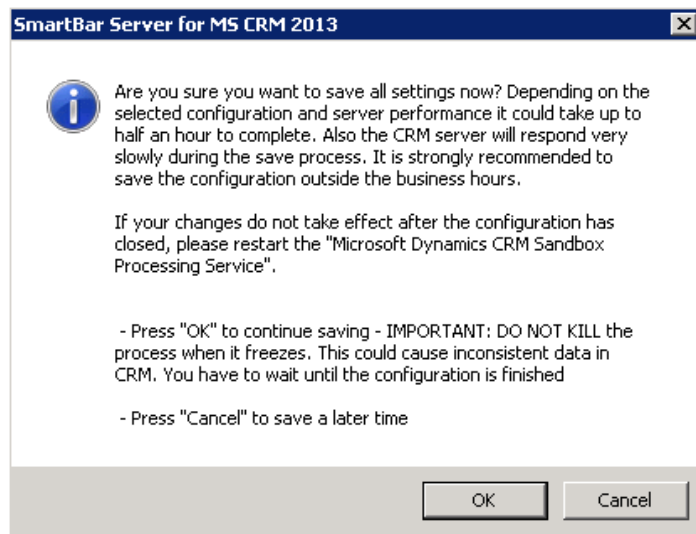 SmartBar Server for MS CRM 2013
Are you sure you want to save all settings now? Depending on the
selected configuration and server performance it could take up to
half an hour to complete. Also the CRM server will respond very
slowly during the save process. It is strongly recommended to
save the configuration outside the business hours.
If your changes do not take effect after the configuration has
closed, please restart the "Microsoft Dynamics CRM Sandbox
Processing Service".
- Press "OK" to continue saving - IMPORTANT: DO NOT KILL the
process when it freezes. This could cause inconsistent data in
CRM. You have to wait until the configuration is finished
- Press "Cancel" to save a later time
OK
Cancel